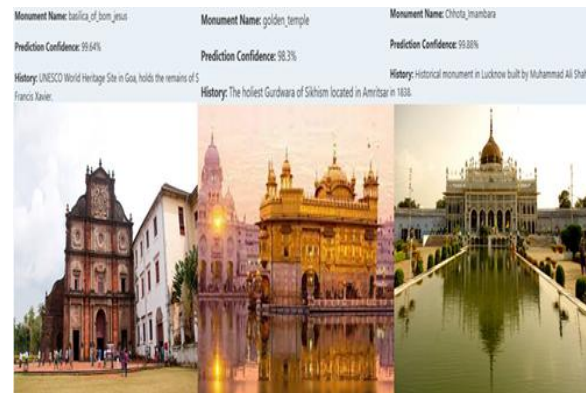 Monument Name: basilica_of_bom_jesus
Prediction Confidence: 99.64%
History: UNESCO World Heritage Site in Goa, holds the remains of S
Francis Xavier.
Monument Name: golden_temple
Prediction Confidence: 98.3%
History: The holiest Gurdwara of Sikhism located in Amritsar
Monument Name: Chhota_Imambara
Prediction Confidence: 99.88%
History: Historical monument in Lucknow built by Muhammad Ali Shah
in 1838.